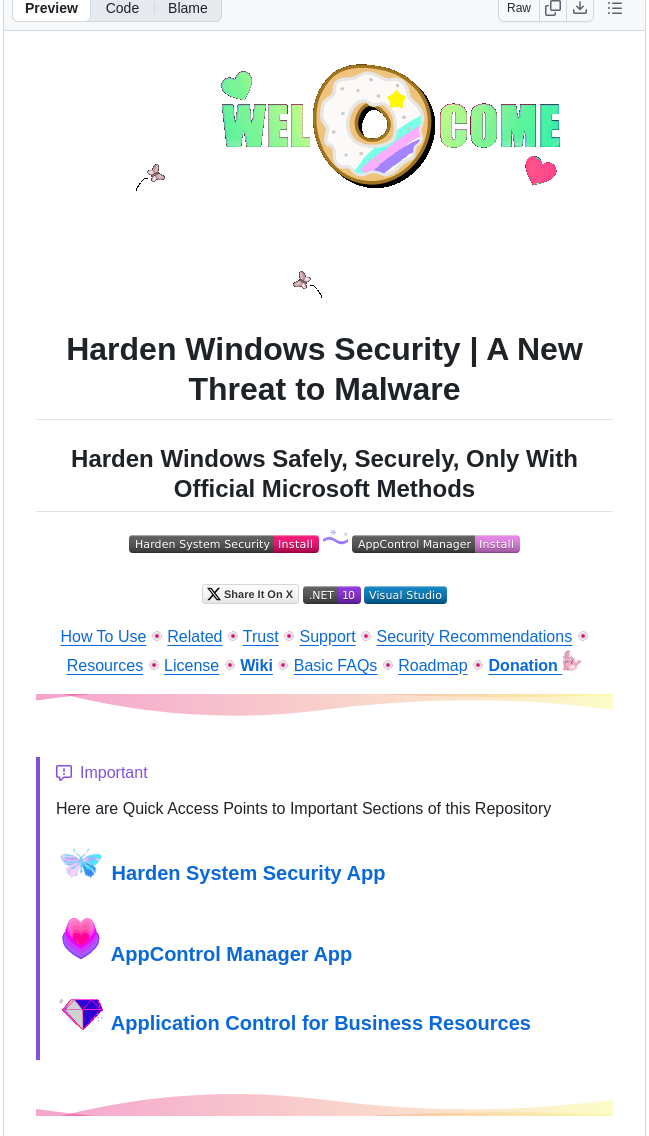 Preview Code Blame Raw
WELCOME
Harden Windows Security | A New
Threat to Malware
Harden Windows Safely, Securely, Only With
Official Microsoft Methods
Harden System Security Install AppControl Manager Install
Share It On X .NET 10 Visual Studio
How To Use Related Trust Support Security Recommendations
Resources License Wiki Basic FAQs Roadmap Donation
Important
Here are Quick Access Points to Important Sections of this Repository
Harden System Security App
AppControl Manager App
Application Control for Business Resources